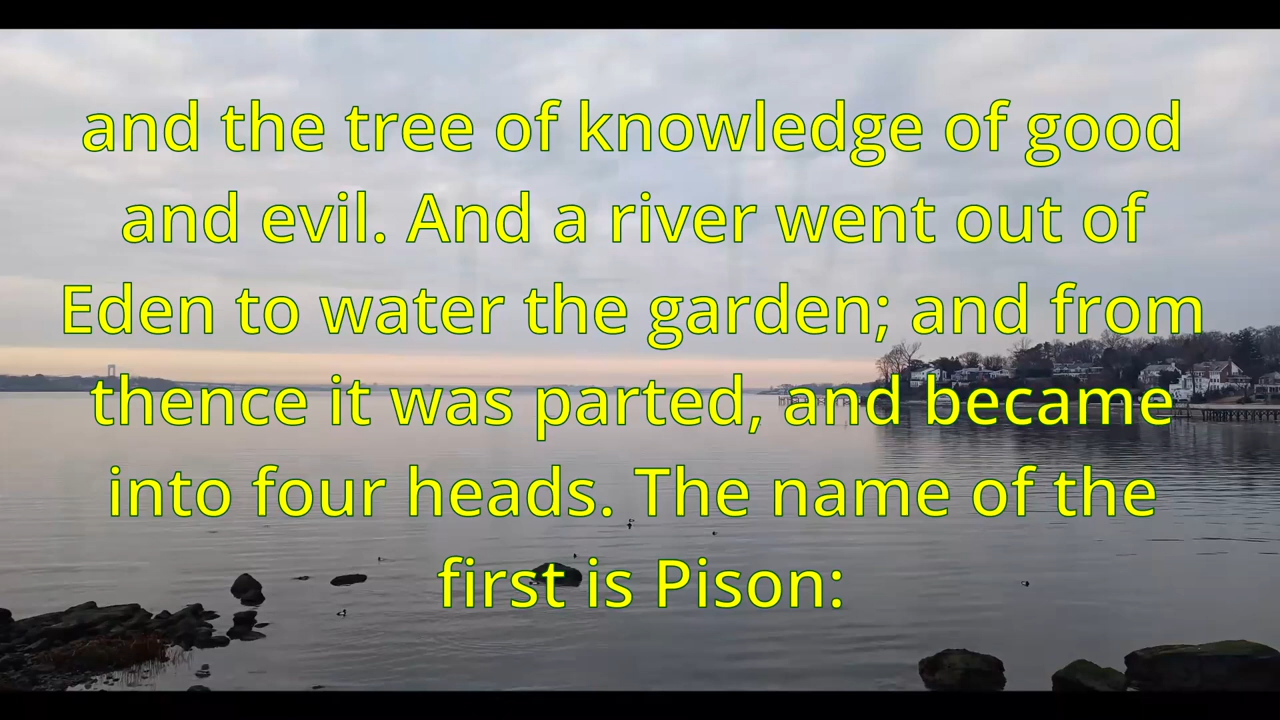 and the tree of knowledge of good
and evil. And a river went out of
Eden to water the garden; and from
thence it was parted, and became
into four heads. The name of the
first is Pison: